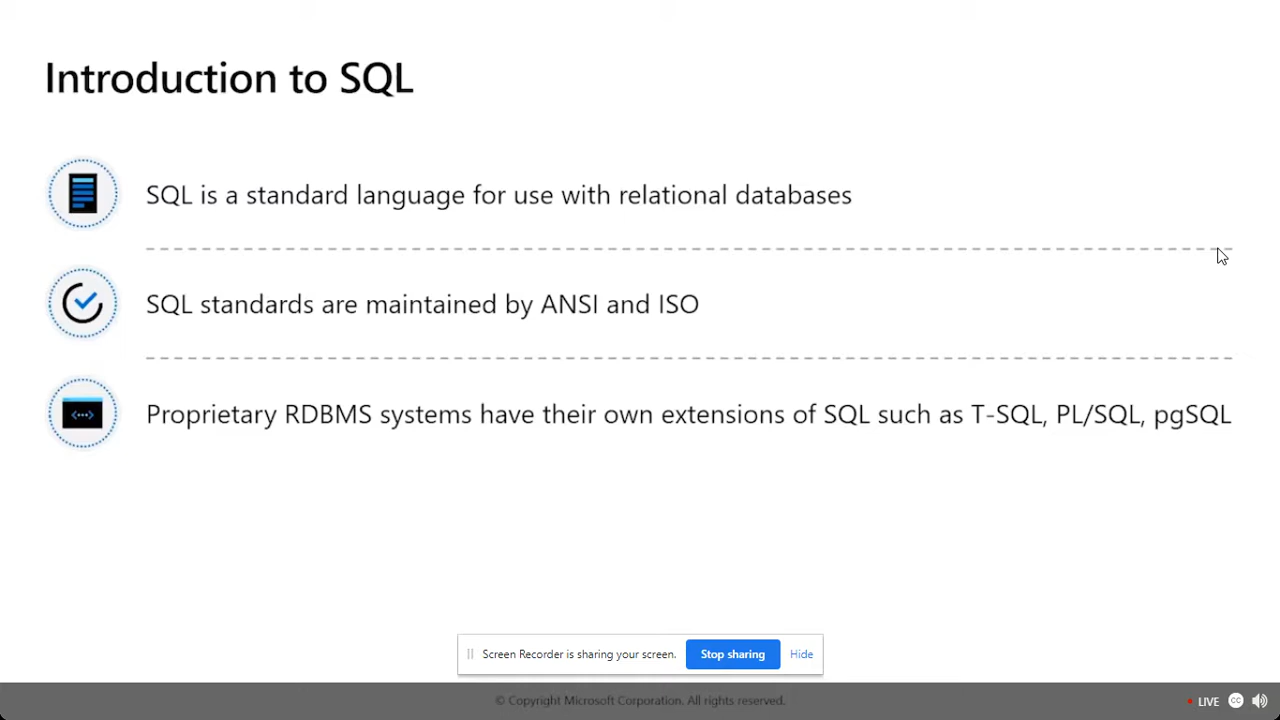 Introduction to SQL
SQL is a standard language for use with relational databases
SQL standards are maintained by ANSI and ISO
<··>
Proprietary RDBMS systems have their own extensions of SQL such as T-SQL, PL/SQL, pgSQL
Screen Recorder is sharing your screen. Stop sharing Hide
© Copyright Microsoft Corporation. All rights reserved.
LIVE CC